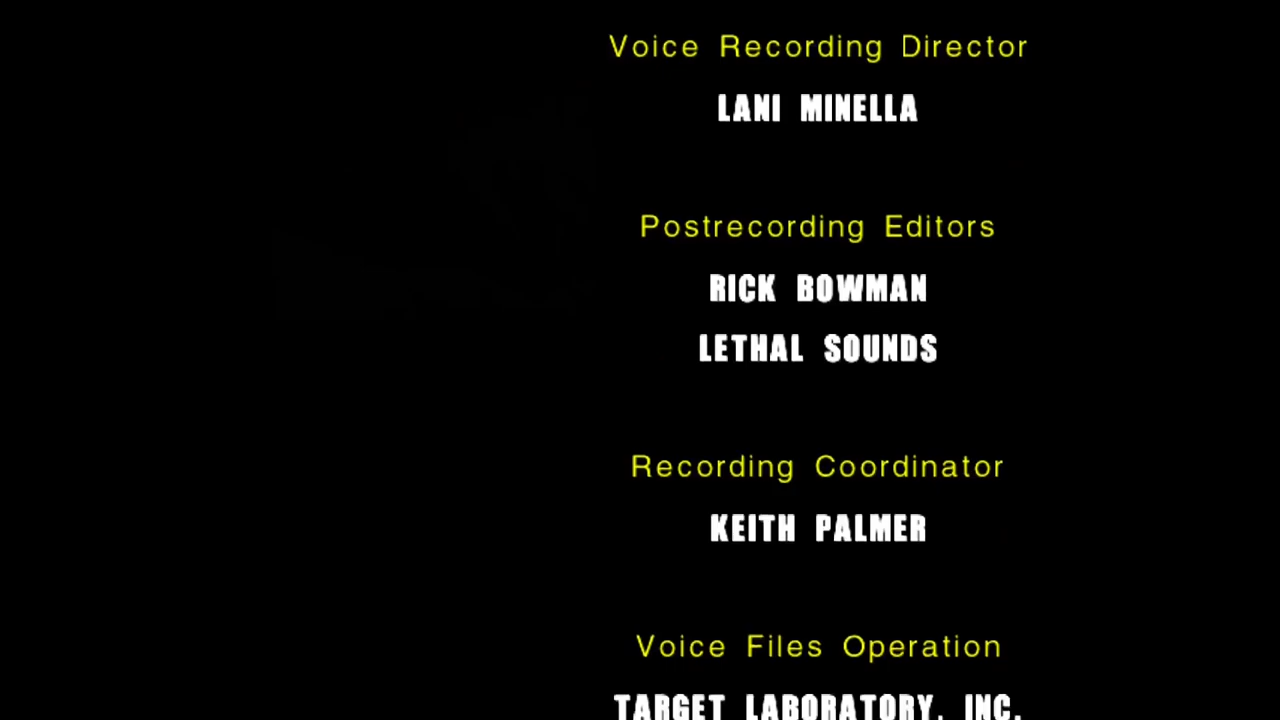 Voice Recording Director
LANI MINELLA
Postrecording Editors
RICK BOWMAN
LETHAL SOUNDS
Recording Coordinator
KEITH PALMER
Voice Files Operation
TARGET LABORATORY, INC.